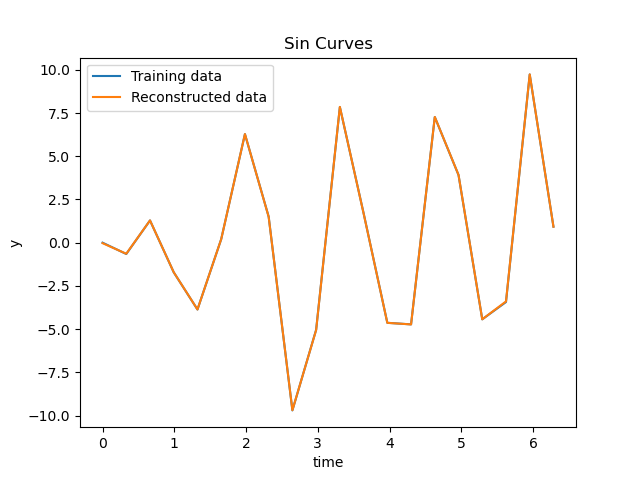 Sin Curves
Training data
Reconstructed data
10.0
7.5
5.0
2.5
0.0
−2.5
−5.0
−7.5
−10.0
y
0 1 2 3 4 5 6
time